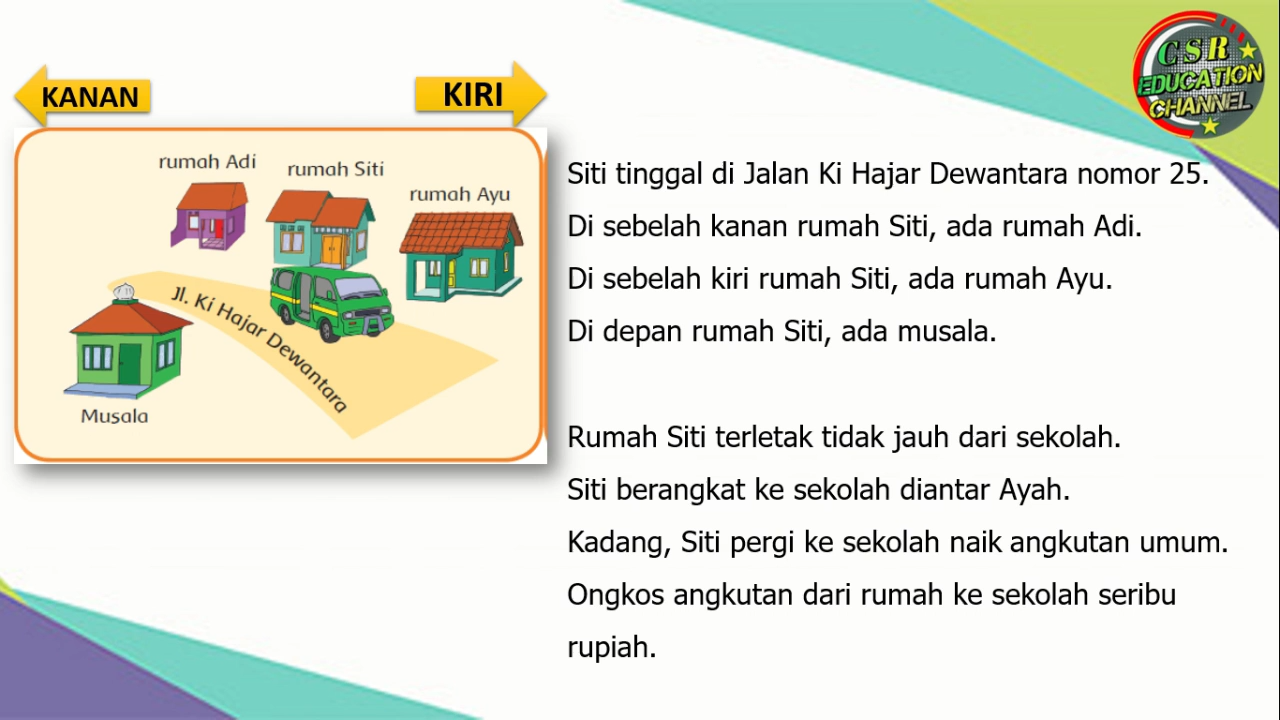 CSR
EDUCATION
CHANNEL
KANAN
KIRI
rumah Adi
rumah Siti
rumah Ayu
Jl. Ki Hajar Dewantara
Musala
Siti tinggal di Jalan Ki Hajar Dewantara nomor 25.
Di sebelah kanan rumah Siti, ada rumah Adi.
Di sebelah kiri rumah Siti, ada rumah Ayu.
Di depan rumah Siti, ada musala.
Rumah Siti terletak tidak jauh dari sekolah.
Siti berangkat ke sekolah diantar Ayah.
Kadang, Siti pergi ke sekolah naik angkutan umum.
Ongkos angkutan dari rumah ke sekolah seribu
rupiah.